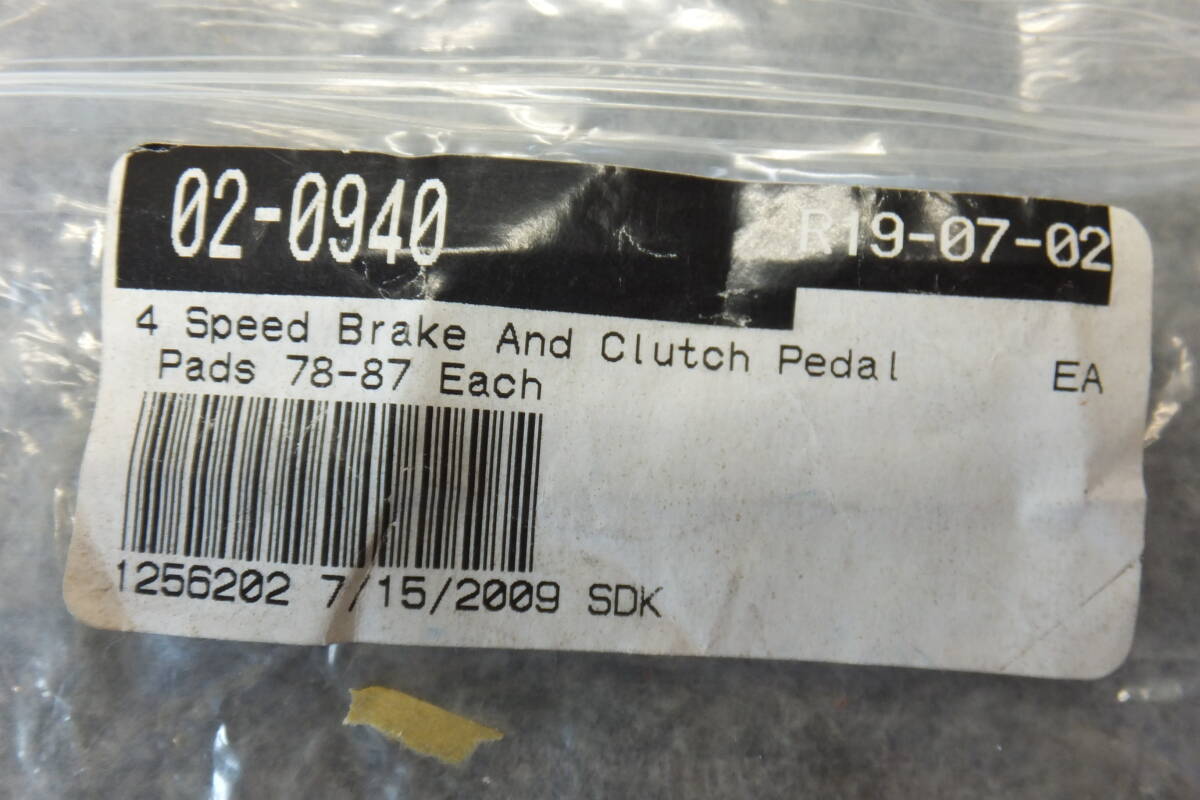 02-0940 R19-07-02
4 Speed Brake And Clutch Pedal EA
Pads 78-87 Each
1256202 7/15/2009 SDK